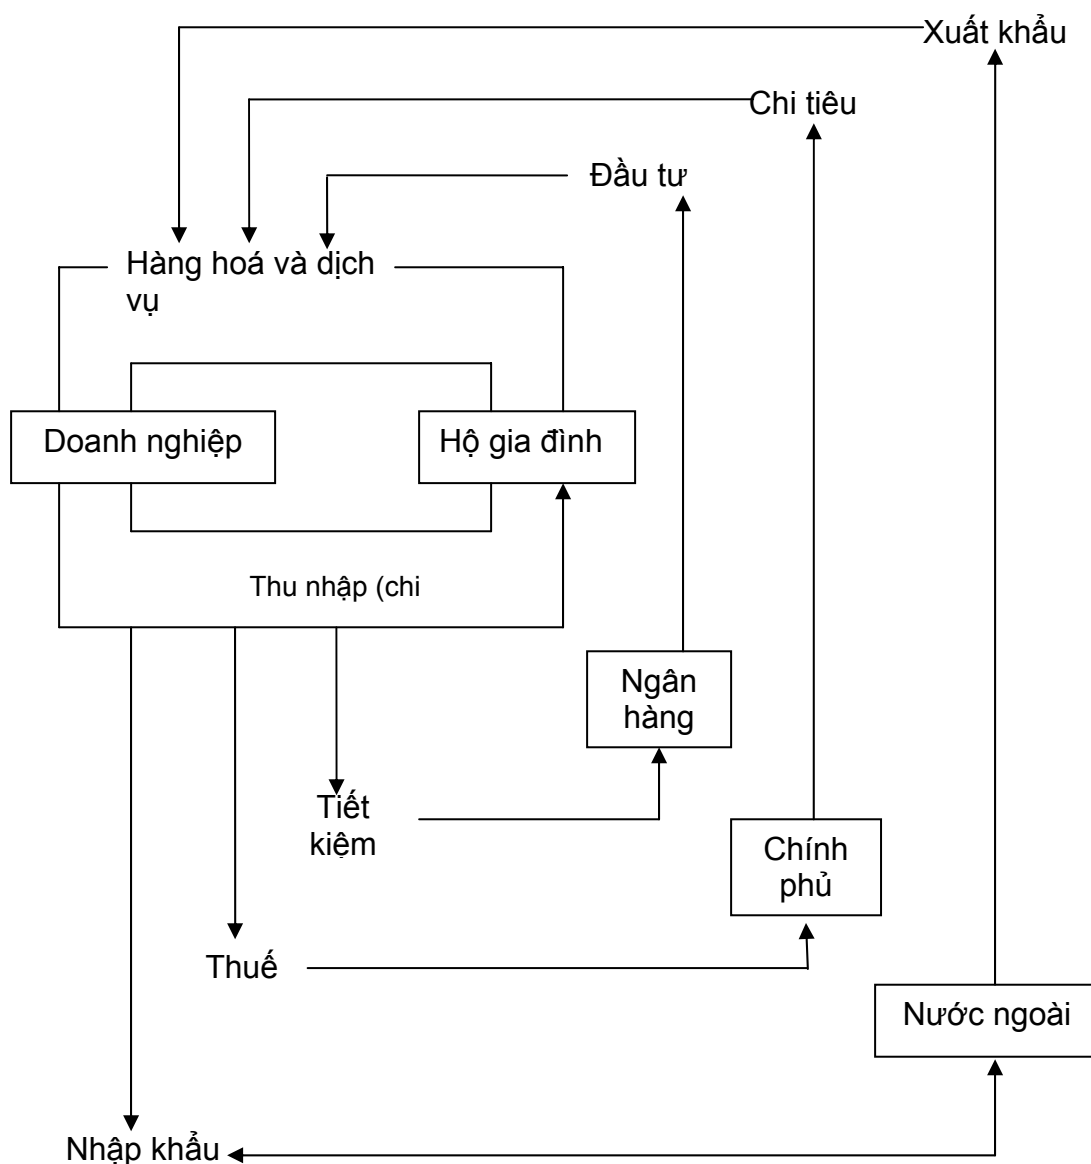 Xuất khẩu
Chi tiêu
Đầu tư
Hàng hoá và dịch
vụ
Doanh nghiệp
Hộ gia đình
Thu nhập (chi
Ngân
hàng
Tiết
kiệm
Chính
phủ
Thuế
Nước ngoài
Nhập khẩu